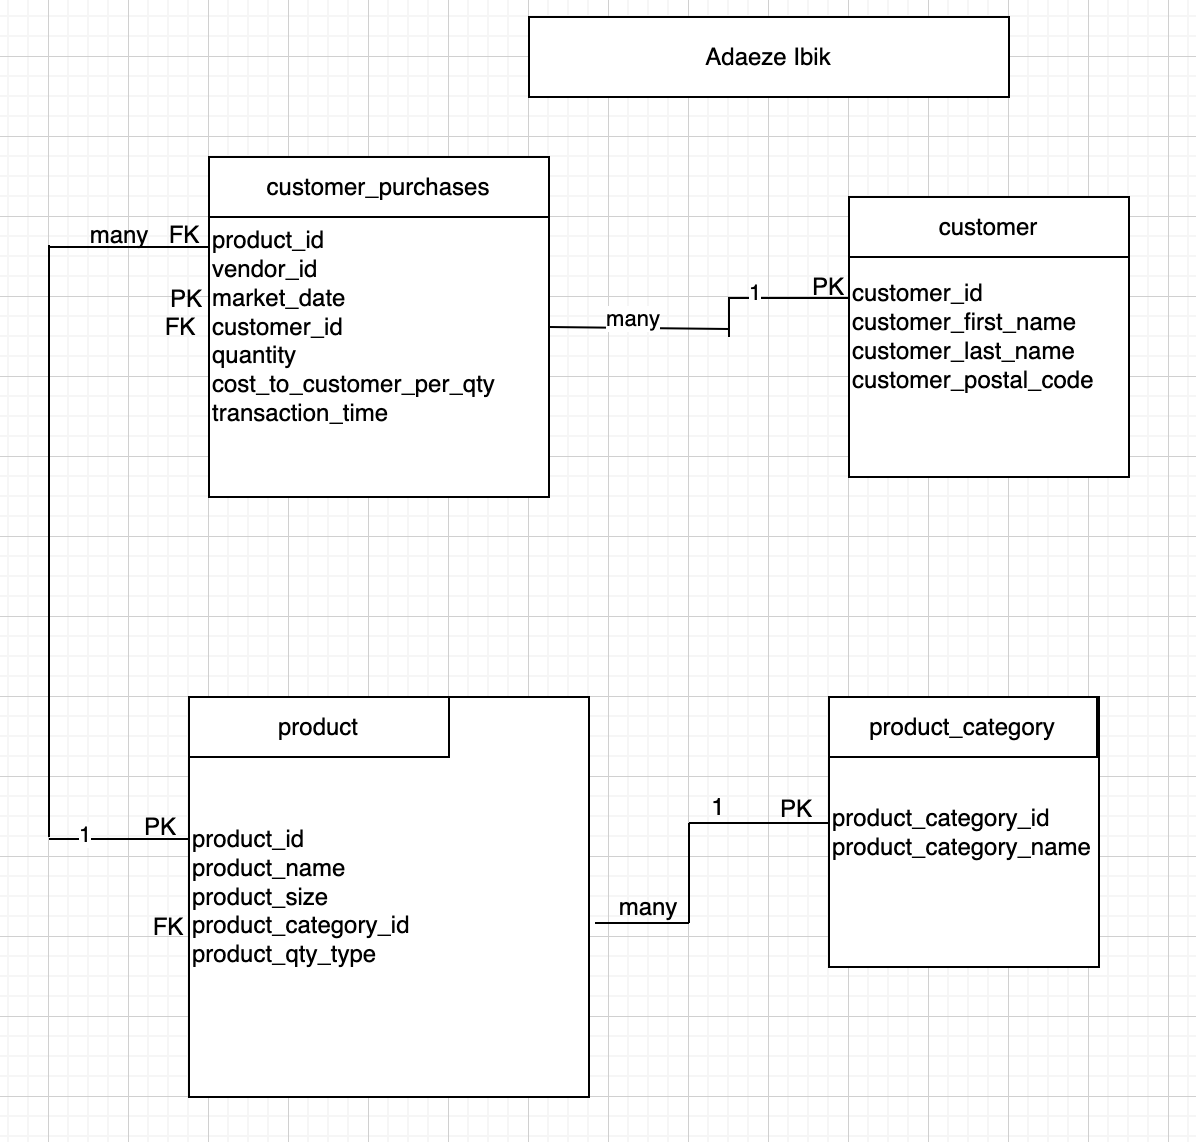 Adaeze Ibik
customer_purchases
many FK product_id
vendor_id
PK market_date
FK customer_id
quantity
cost_to_customer_per_qty
transaction_time
many
customer
1 PK customer_id
customer_first_name
customer_last_name
customer_postal_code
product
1 PK product_id
product_name
product_size
FK product_category_id
product_qty_type
many
product_category
1 PK product_category_id
product_category_name